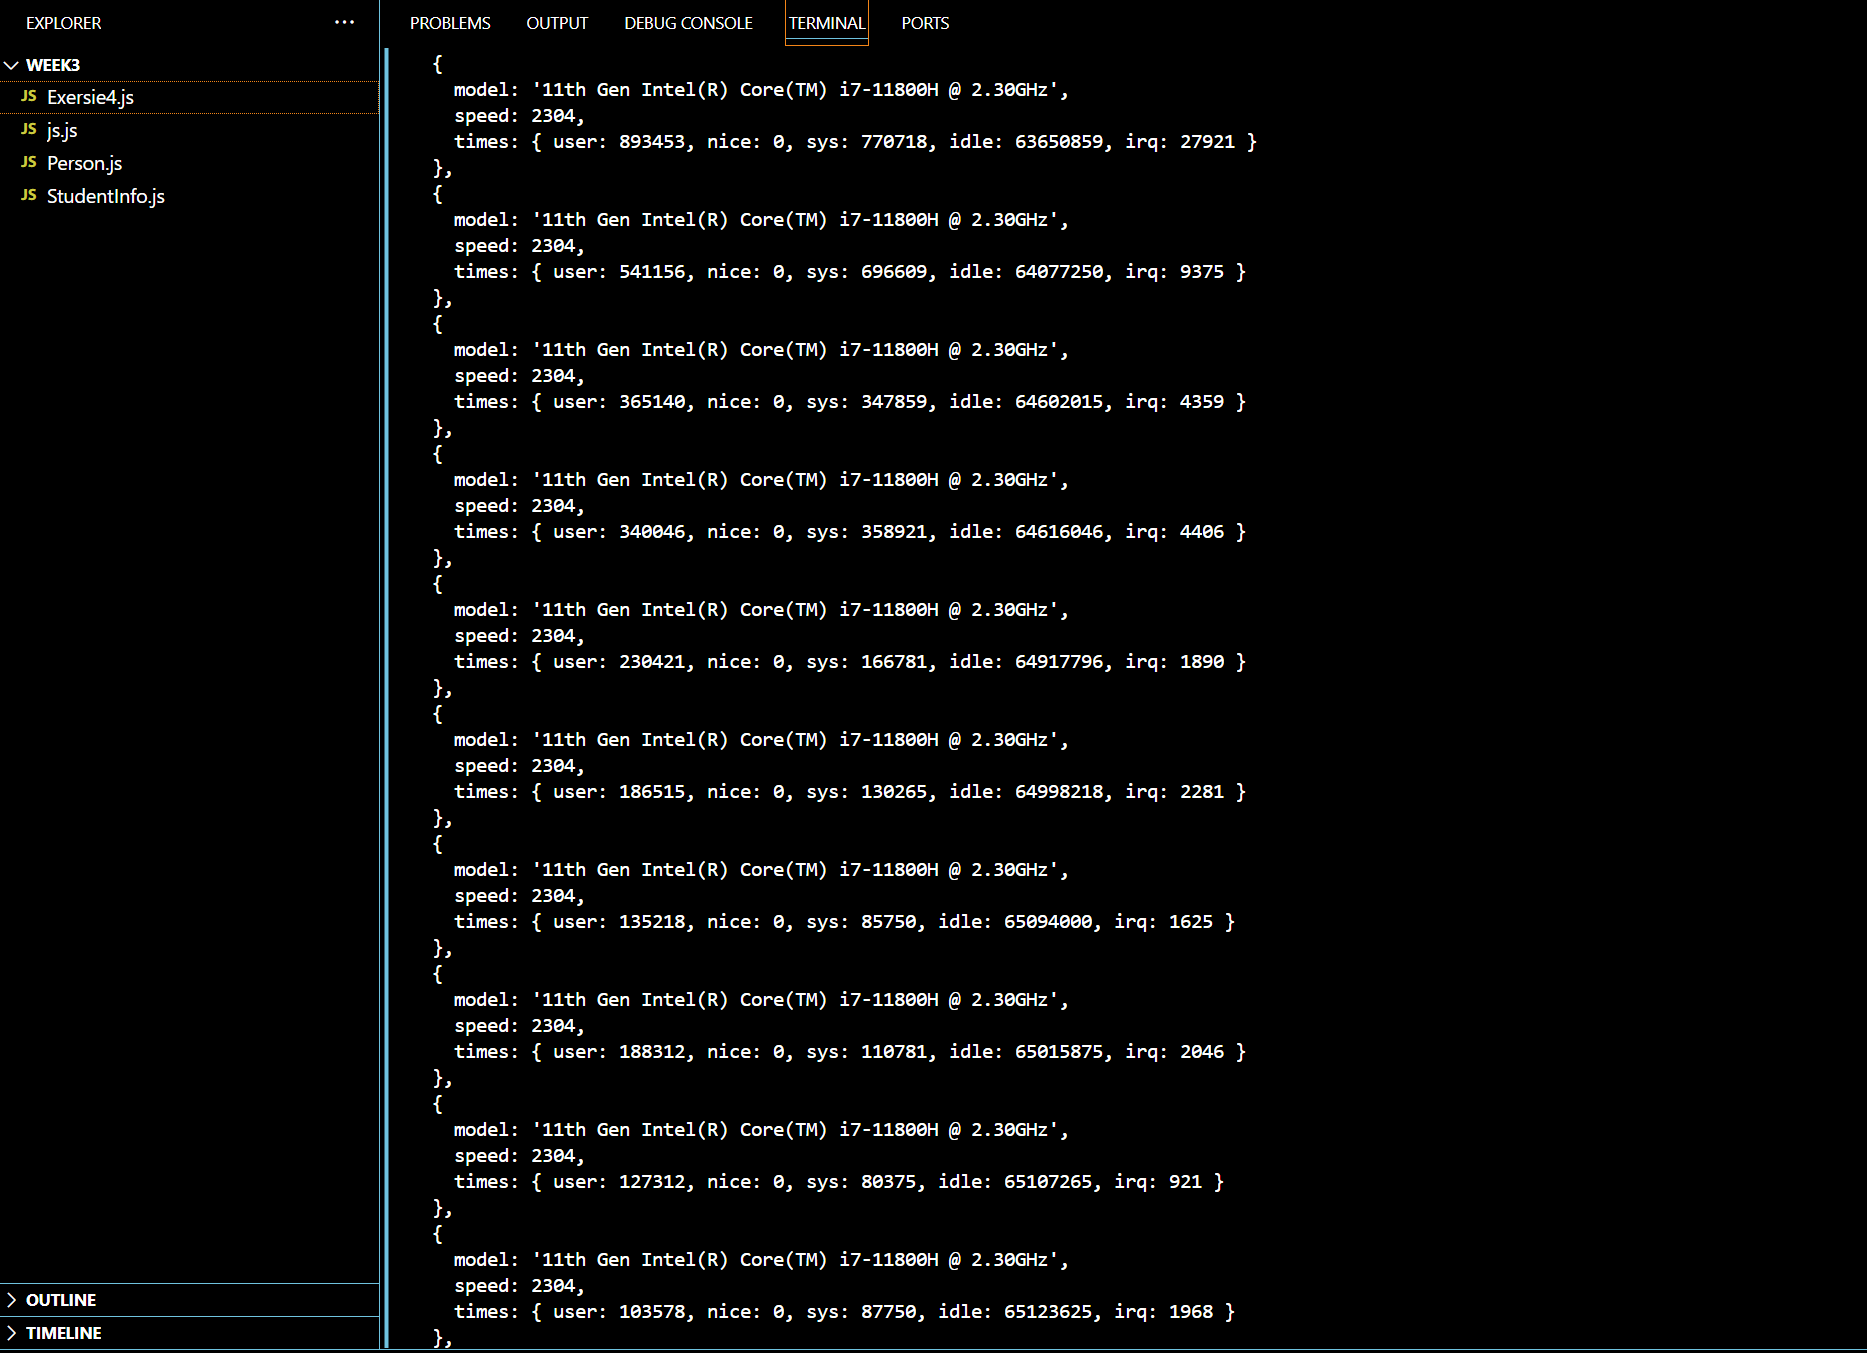 EXPLORER
···
WEEK3
JS Exersie4.js
JS js.js
JS Person.js
JS StudentInfo.js
OUTLINE
TIMELINE
PROBLEMS OUTPUT DEBUG CONSOLE TERMINAL PORTS
{
model: '11th Gen Intel(R) Core(TM) i7-11800H @ 2.30GHz',
speed: 2304,
times: { user: 893453, nice: 0, sys: 770718, idle: 63650859, irq: 27921 }
},
{
model: '11th Gen Intel(R) Core(TM) i7-11800H @ 2.30GHz',
speed: 2304,
times: { user: 541156, nice: 0, sys: 696609, idle: 64077250, irq: 9375 }
},
{
model: '11th Gen Intel(R) Core(TM) i7-11800H @ 2.30GHz',
speed: 2304,
times: { user: 365140, nice: 0, sys: 347859, idle: 64602015, irq: 4359 }
},
{
model: '11th Gen Intel(R) Core(TM) i7-11800H @ 2.30GHz',
speed: 2304,
times: { user: 340046, nice: 0, sys: 358921, idle: 64616046, irq: 4406 }
},
{
model: '11th Gen Intel(R) Core(TM) i7-11800H @ 2.30GHz',
speed: 2304,
times: { user: 230421, nice: 0, sys: 166781, idle: 64917796, irq: 1890 }
},
{
model: '11th Gen Intel(R) Core(TM) i7-11800H @ 2.30GHz',
speed: 2304,
times: { user: 186515, nice: 0, sys: 130265, idle: 64998218, irq: 2281 }
},
{
model: '11th Gen Intel(R) Core(TM) i7-11800H @ 2.30GHz',
speed: 2304,
times: { user: 135218, nice: 0, sys: 85750, idle: 65094000, irq: 1625 }
},
{
model: '11th Gen Intel(R) Core(TM) i7-11800H @ 2.30GHz',
speed: 2304,
times: { user: 188312, nice: 0, sys: 110781, idle: 65015875, irq: 2046 }
},
{
model: '11th Gen Intel(R) Core(TM) i7-11800H @ 2.30GHz',
speed: 2304,
times: { user: 127312, nice: 0, sys: 80375, idle: 65107265, irq: 921 }
},
{
model: '11th Gen Intel(R) Core(TM) i7-11800H @ 2.30GHz',
speed: 2304,
times: { user: 103578, nice: 0, sys: 87750, idle: 65123625, irq: 1968 }
},